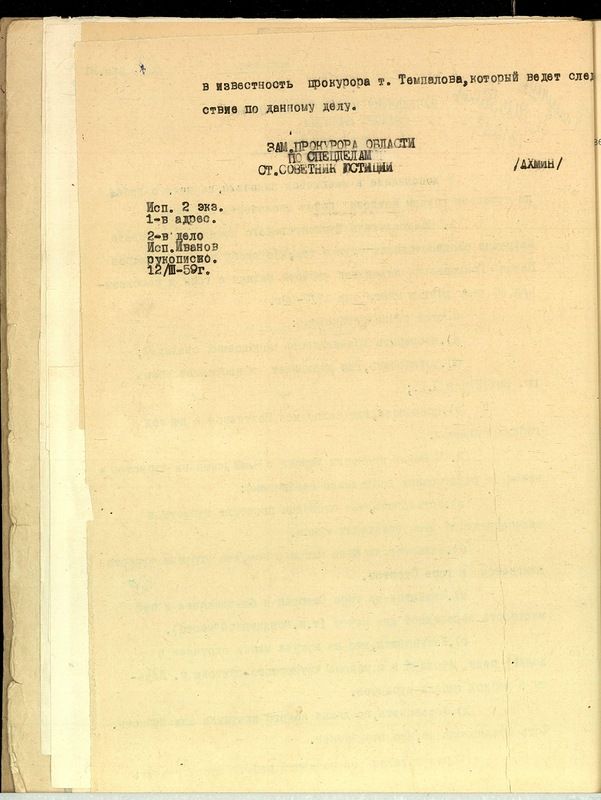 в известность прокурора т. Темпалова,который ведет след
ствие по данному делу.
ЗАМ.ПРОКУРОРА ОБЛАСТИ
ПО СПЕЦДЕЛАМ
СТ.СОВЕТНИК ЮСТИЦИИ /АХМИН/
Исп. 2 экз.
1-в адрес.
2-в дело
Исп.Иванов
рукописно.
12/Ш-59г.